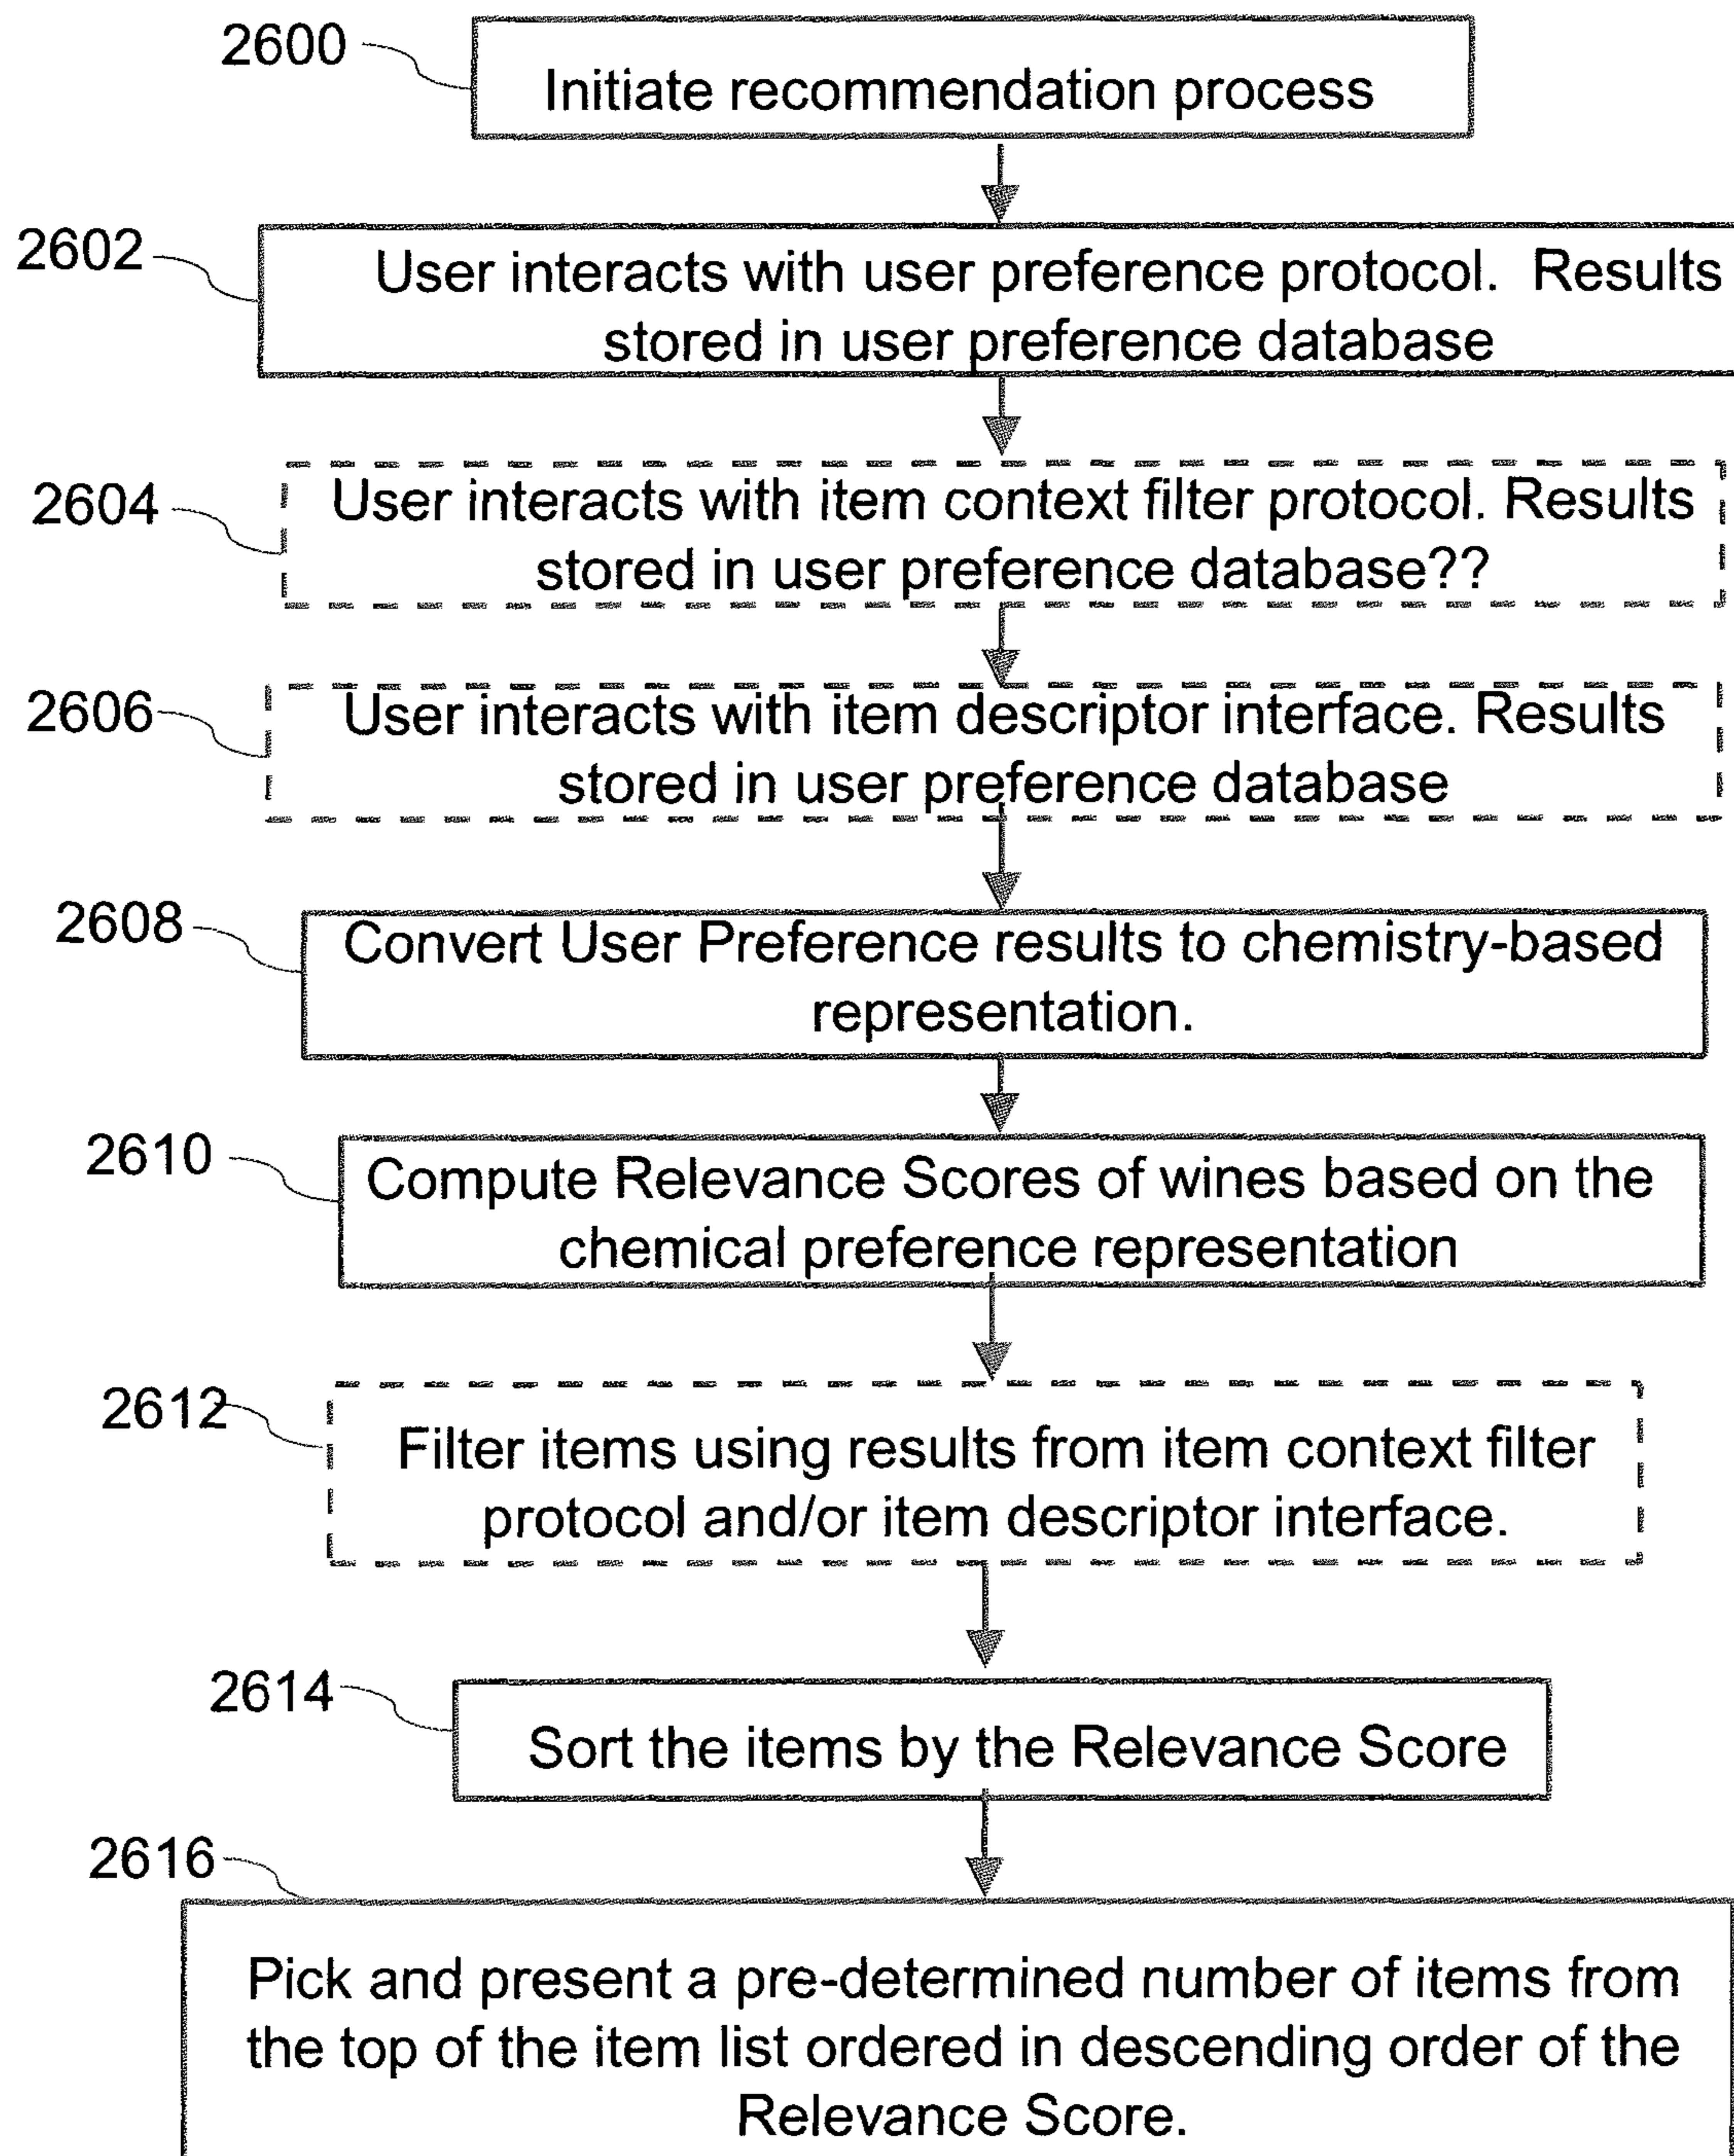 2600
Initiate recommendation process
2602
User interacts with user preference protocol. Results
stored in user preference database
2604
User interacts with item context filter protocol. Results
stored in user preference database??
2606
User interacts with item descriptor interface. Results
stored in user preference database
2608
Convert User Preference results to chemistry-based
representation.
2610
Compute Relevance Scores of wines based on the
chemical preference representation
2612
Filter items using results from item context filter
protocol and/or item descriptor interface.
2614
Sort the items by the Relevance Score
2616
Pick and present a pre-determined number of items from
the top of the item list ordered in descending order of the
Relevance Score.